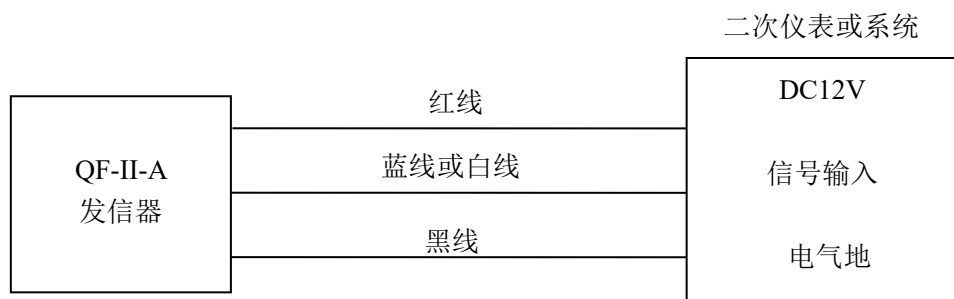 二次仪表或系统
DC12V
红线
QF-II-A
发信器
蓝线或白线
信号输入
黑线
电气地